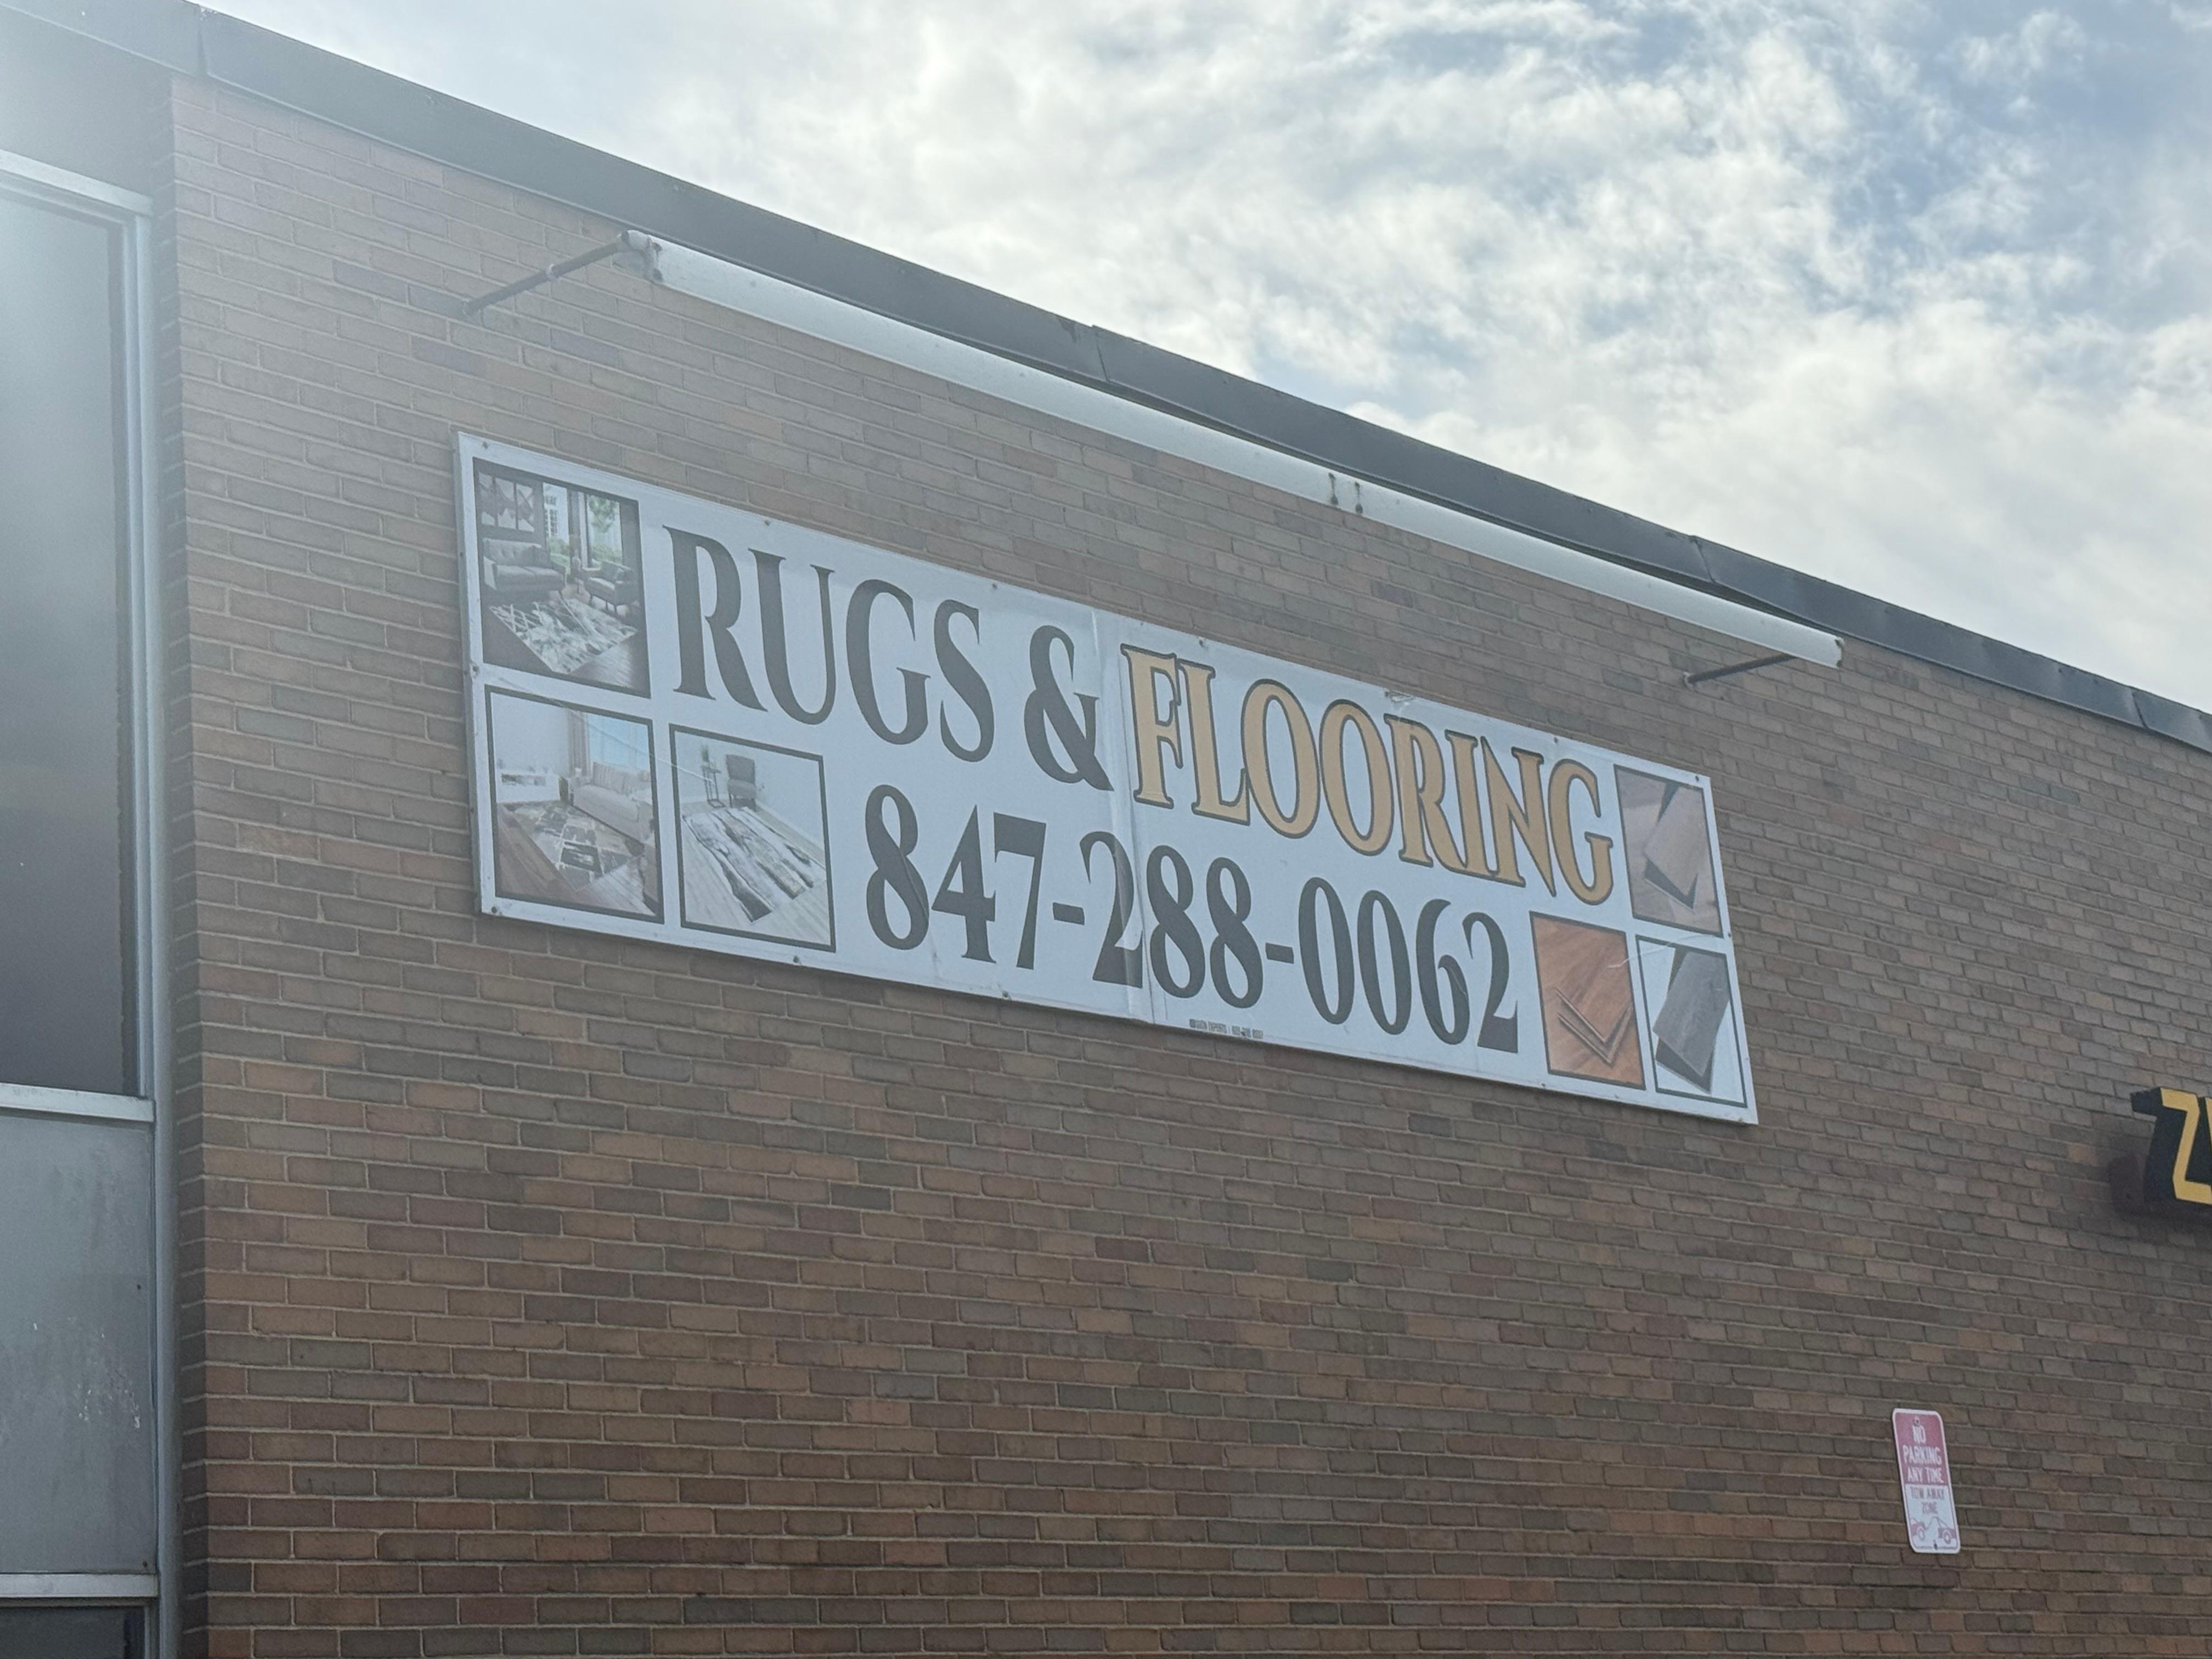 RUGS & FLOORING
847-288-0062
NO
PARKING
ANY TIME
TOW AWAY
ZONE